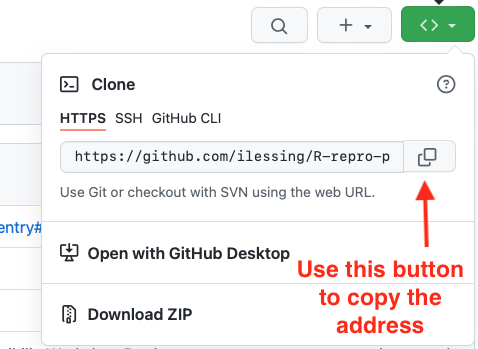 Clone
HTTPS SSH GitHub CLI
https://github.com/ilessing/R-repro-p
Use Git or checkout with SVN using the web URL.
entry#
Open with GitHub Desktop
Use this button
to copy the
address
Download ZIP